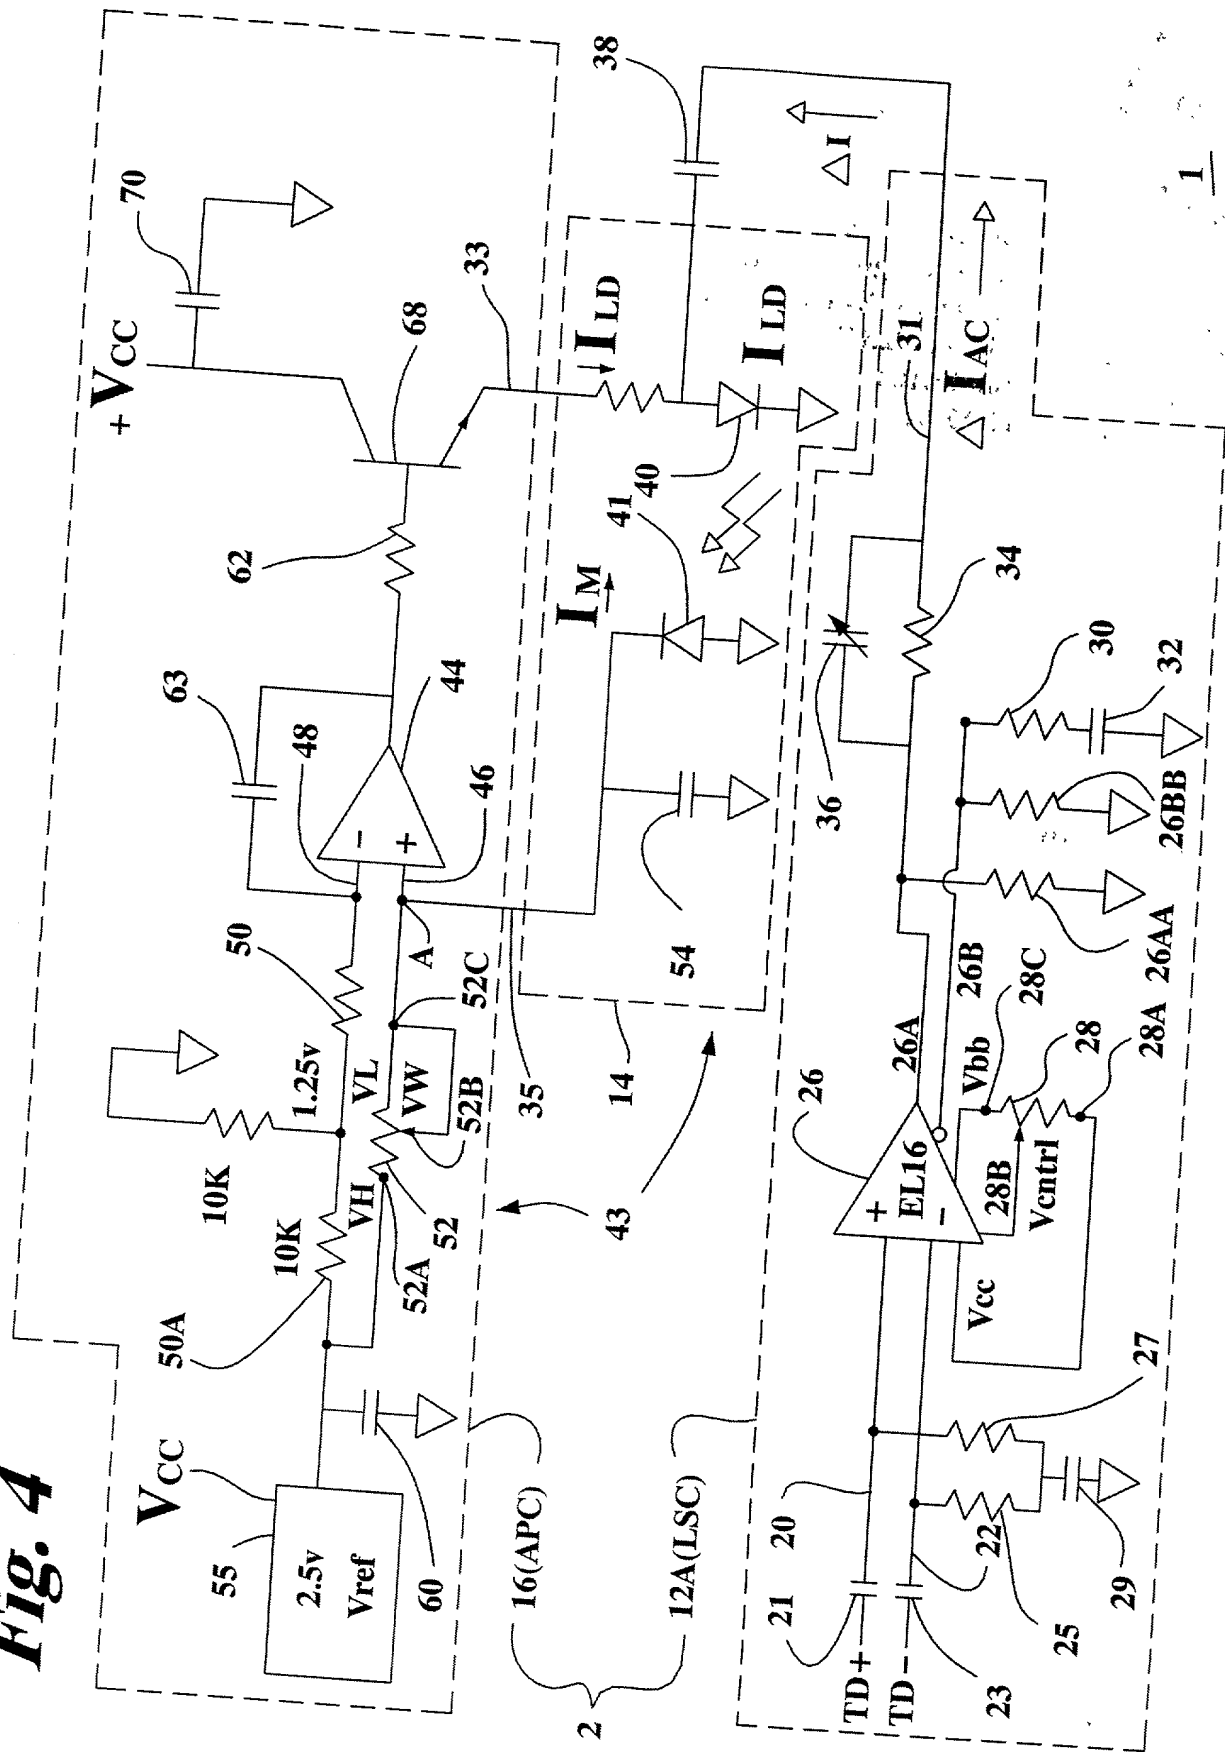 Fig. 4
+VCC
70
68
33
62
63
44
48
46
50
1.25v
10K
10K
50A
VL
VW
VH
52
52A
52B
52C
A
35
VCC
55
2.5v
Vref
60
16(APC)
2
12A(LSC)
43
14
54
IM
41
40
ILD
ILD
38
ΔI
1
31
ΔIAC
34
36
30
32
26BB
26AA
26A
26B
26
EL16
+
-
+
-
28C
Vbb
28
28A
28B
Vcntrl
Vcc
27
20
21
22
TD+
TD-
23
25
29